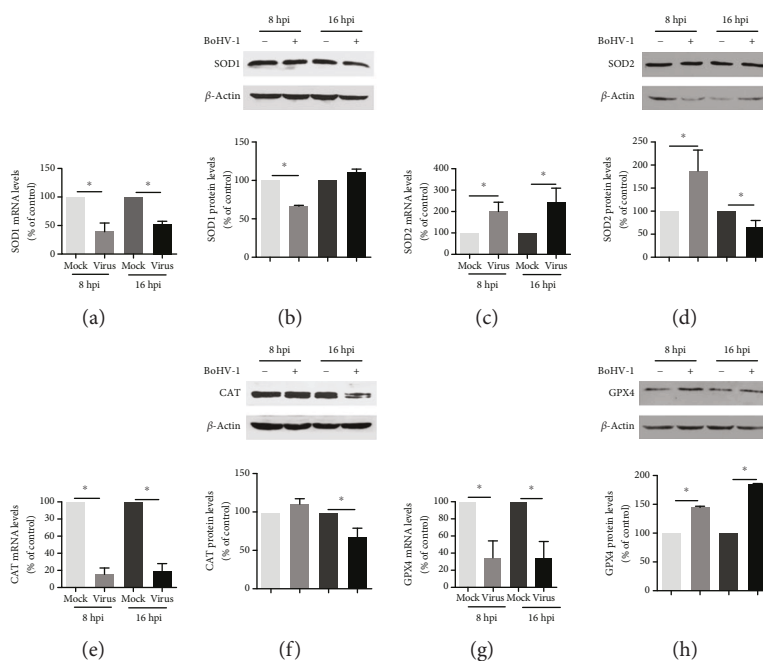 8 hpi 16 hpi
BoHV-1 – + – +
SOD1
β-Actin
SOD1 mRNA levels
(% of control)
150
100
50
0
* *
Mock Virus Mock Virus
8 hpi 16 hpi
(a)
SOD1 protein levels
(% of control)
150
100
50
0
*
(b)
SOD2 mRNA levels
(% of control)
400
300
200
100
0
* *
Mock Virus Mock Virus
8 hpi 16 hpi
(c)
8 hpi 16 hpi
BoHV-1 – + – +
SOD2
β-Actin
SOD2 protein levels
(% of control)
250
200
150
100
50
0
* *
(d)
CAT mRNA levels
(% of control)
100
80
60
40
20
0
* *
Mock Virus Mock Virus
8 hpi 16 hpi
(e)
8 hpi 16 hpi
BoHV-1 – + – +
CAT
β-Actin
CAT protein levels
(% of control)
150
100
50
0
*
(f)
GPX4 mRNA levels
(% of control)
100
80
60
40
20
0
* *
Mock Virus Mock Virus
8 hpi 16 hpi
(g)
8 hpi 16 hpi
BoHV-1 – + – +
GPX4
β-Actin
GPX4 protein levels
(% of control)
200
150
100
50
0
* *
(h)